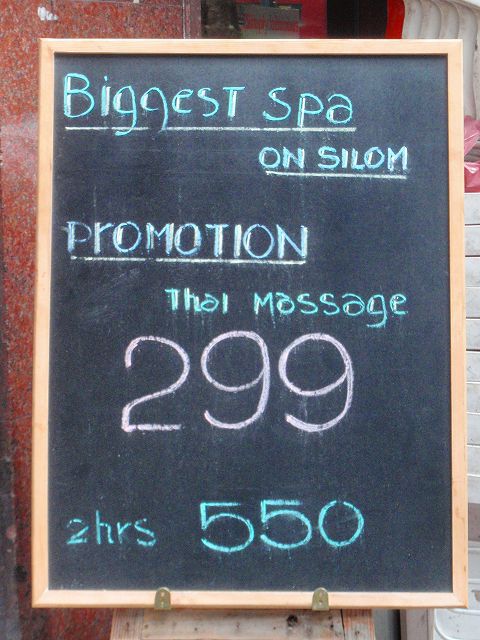 Biggest Spa
ON SILOM
PROMOTION
Thai Massage
299
2hrs 550